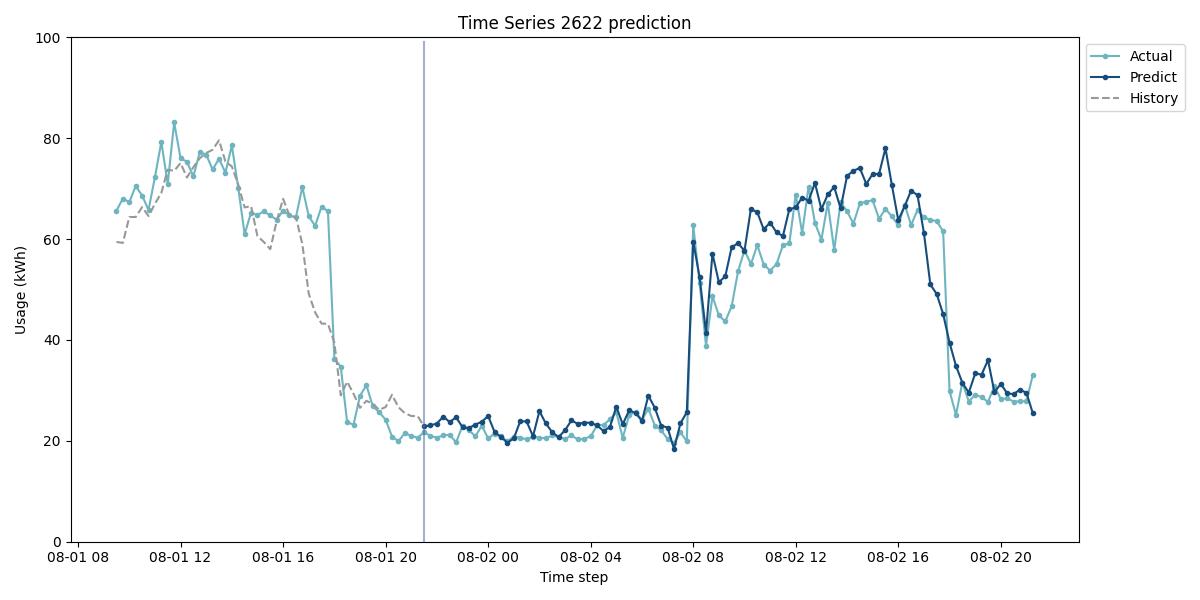 Time Series 2622 prediction
Usage (kWh)
100
80
60
40
20
0
08-01 08
08-01 12
08-01 16
08-01 20
08-02 00
08-02 04
08-02 08
08-02 12
08-02 16
08-02 20
Time step
Actual
Predict
History